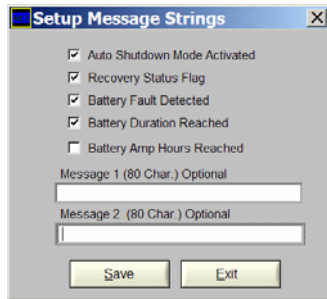 Setup Message Strings
Auto Shutdown Mode Activated
Recovery Status Flag
Battery Fault Detected
Battery Duration Reached
Battery Amp Hours Reached
Message 1 (80 Char.) Optional
Message 2 (80 Char.) Optional
Save Exit